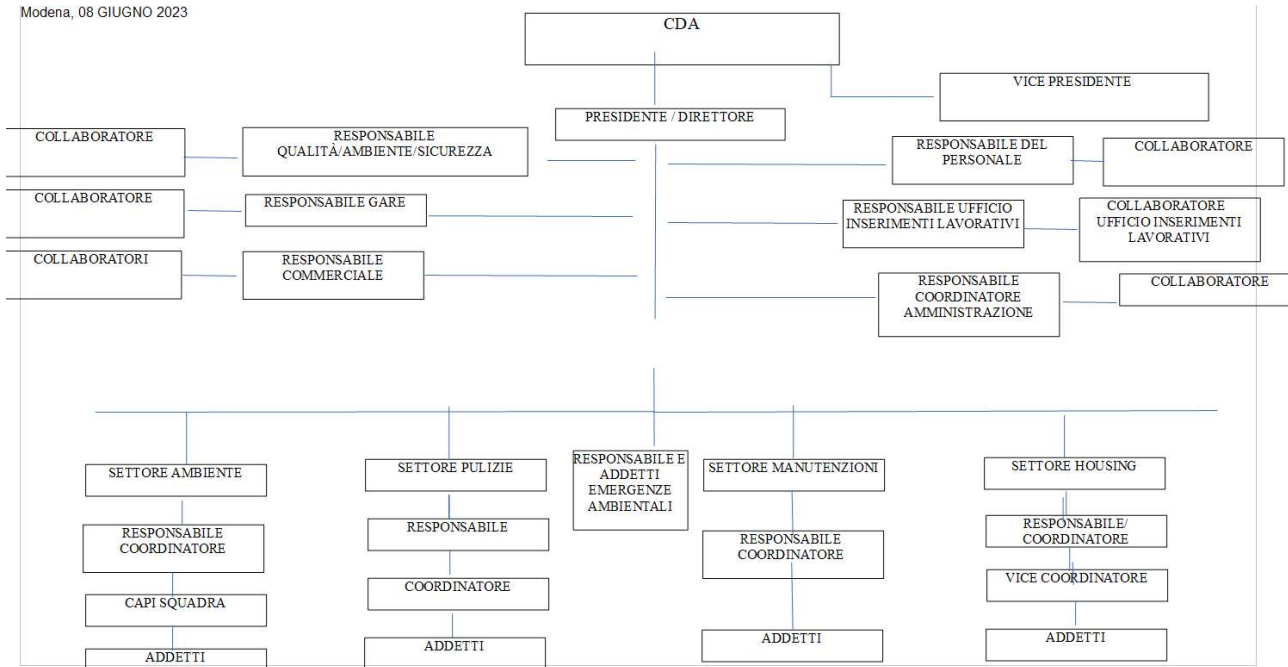 Modena, 08 GIUGNO 2023
CDA
VICE PRESIDENTE
PRESIDENTE / DIRETTORE
COLLABORATORE
RESPONSABILE
QUALITÀ/AMBIENTE/SICUREZZA
RESPONSABILE DEL
PERSONALE
COLLABORATORE
COLLABORATORE
RESPONSABILE GARE
RESPONSABILE UFFICIO
INSERIMENTI LAVORATIVI
COLLABORATORE
UFFICIO INSERIMENTI
LAVORATIVI
COLLABORATORI
RESPONSABILE
COMMERCIALE
RESPONSABILE
COORDINATORE
AMMINISTRAZIONE
COLLABORATORE
SETTORE AMBIENTE
SETTORE PULIZIE
RESPONSABILE E
ADDETTI
EMERGENZE
AMBIENTALI
SETTORE MANUTENZIONI
SETTORE HOUSING
RESPONSABILE
COORDINATORE
RESPONSABILE
RESPONSABILE
COORDINATORE
RESPONSABILE/
COORDINATORE
CAPI SQUADRA
COORDINATORE
VICE COORDINATORE
ADDETTI
ADDETTI
ADDETTI
ADDETTI